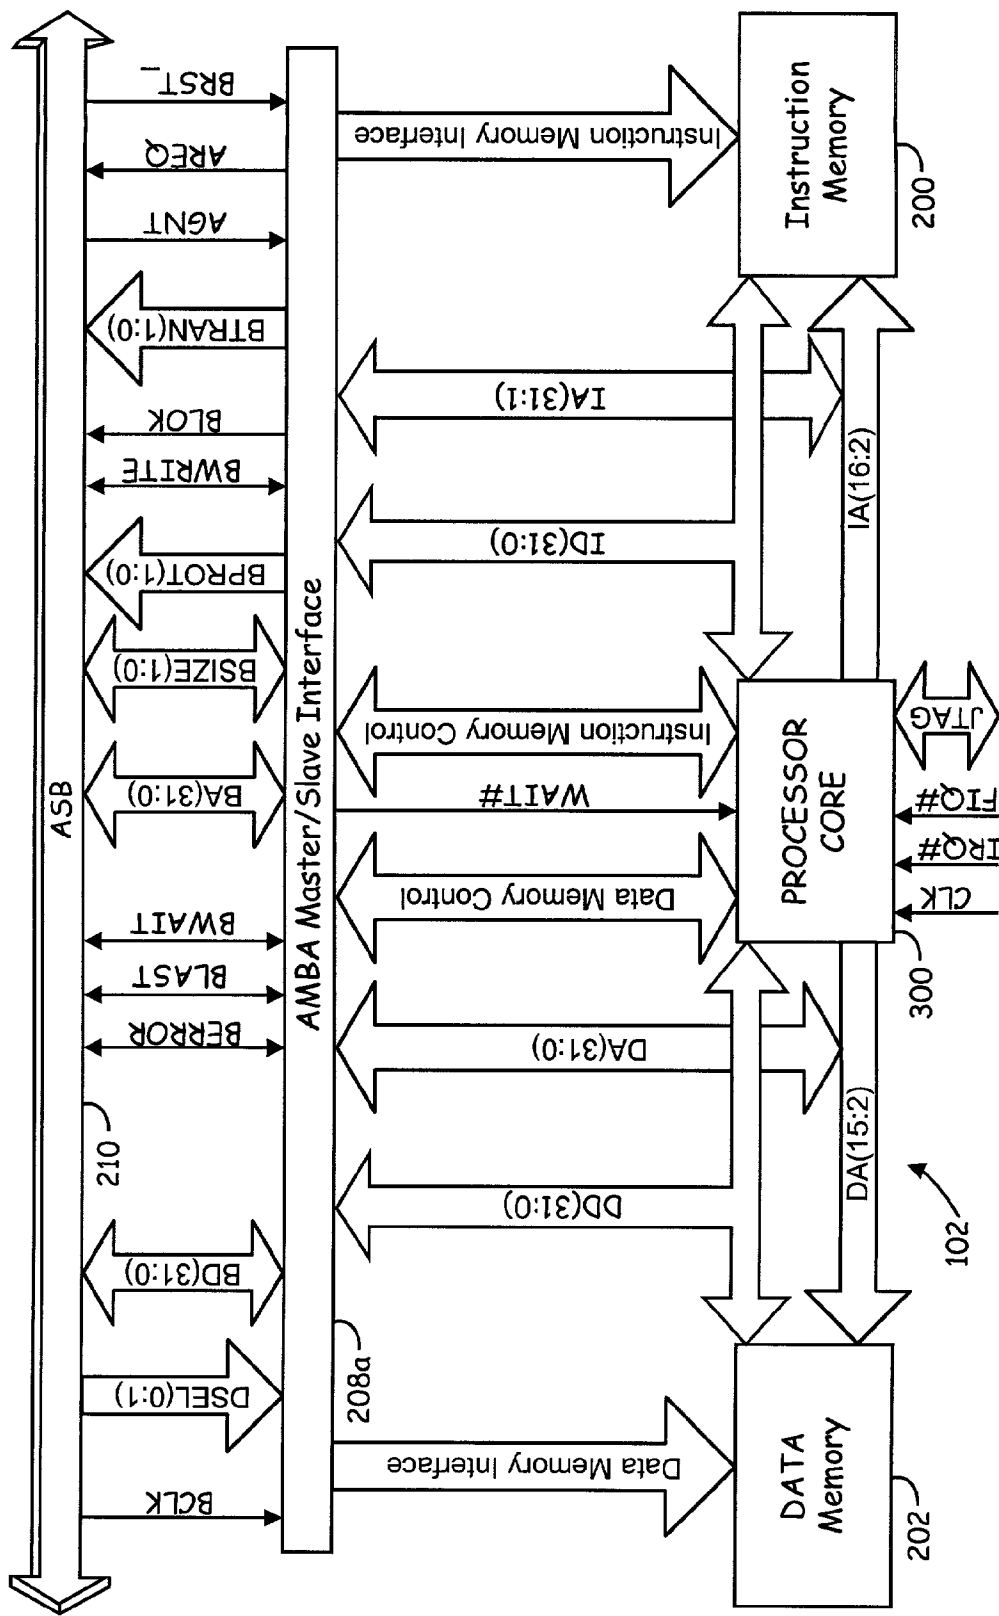 ASB
BRST_
AREQ
AGNT
BTRAN(1:0)
BLOK
BWRITE
BPROT(1:0)
BSIZE(1:0)
BA(31:0)
BWAIT
BLAST
BERROR
210
BD(31:0)
DSEL(0:1)
BCLK
AMBA Master/Slave Interface
208a
Instruction Memory Interface
IA(31:1)
ID(31:0)
Instruction Memory Control
WAIT#
Data Memory Control
DA(31:0)
DD(31:0)
Data Memory Interface
Instruction
Memory
200
IA(16:2)
PROCESSOR
CORE
300
JTAG
FIQ#
IRQ#
CLK
DA(15:2)
102
DATA
Memory
202